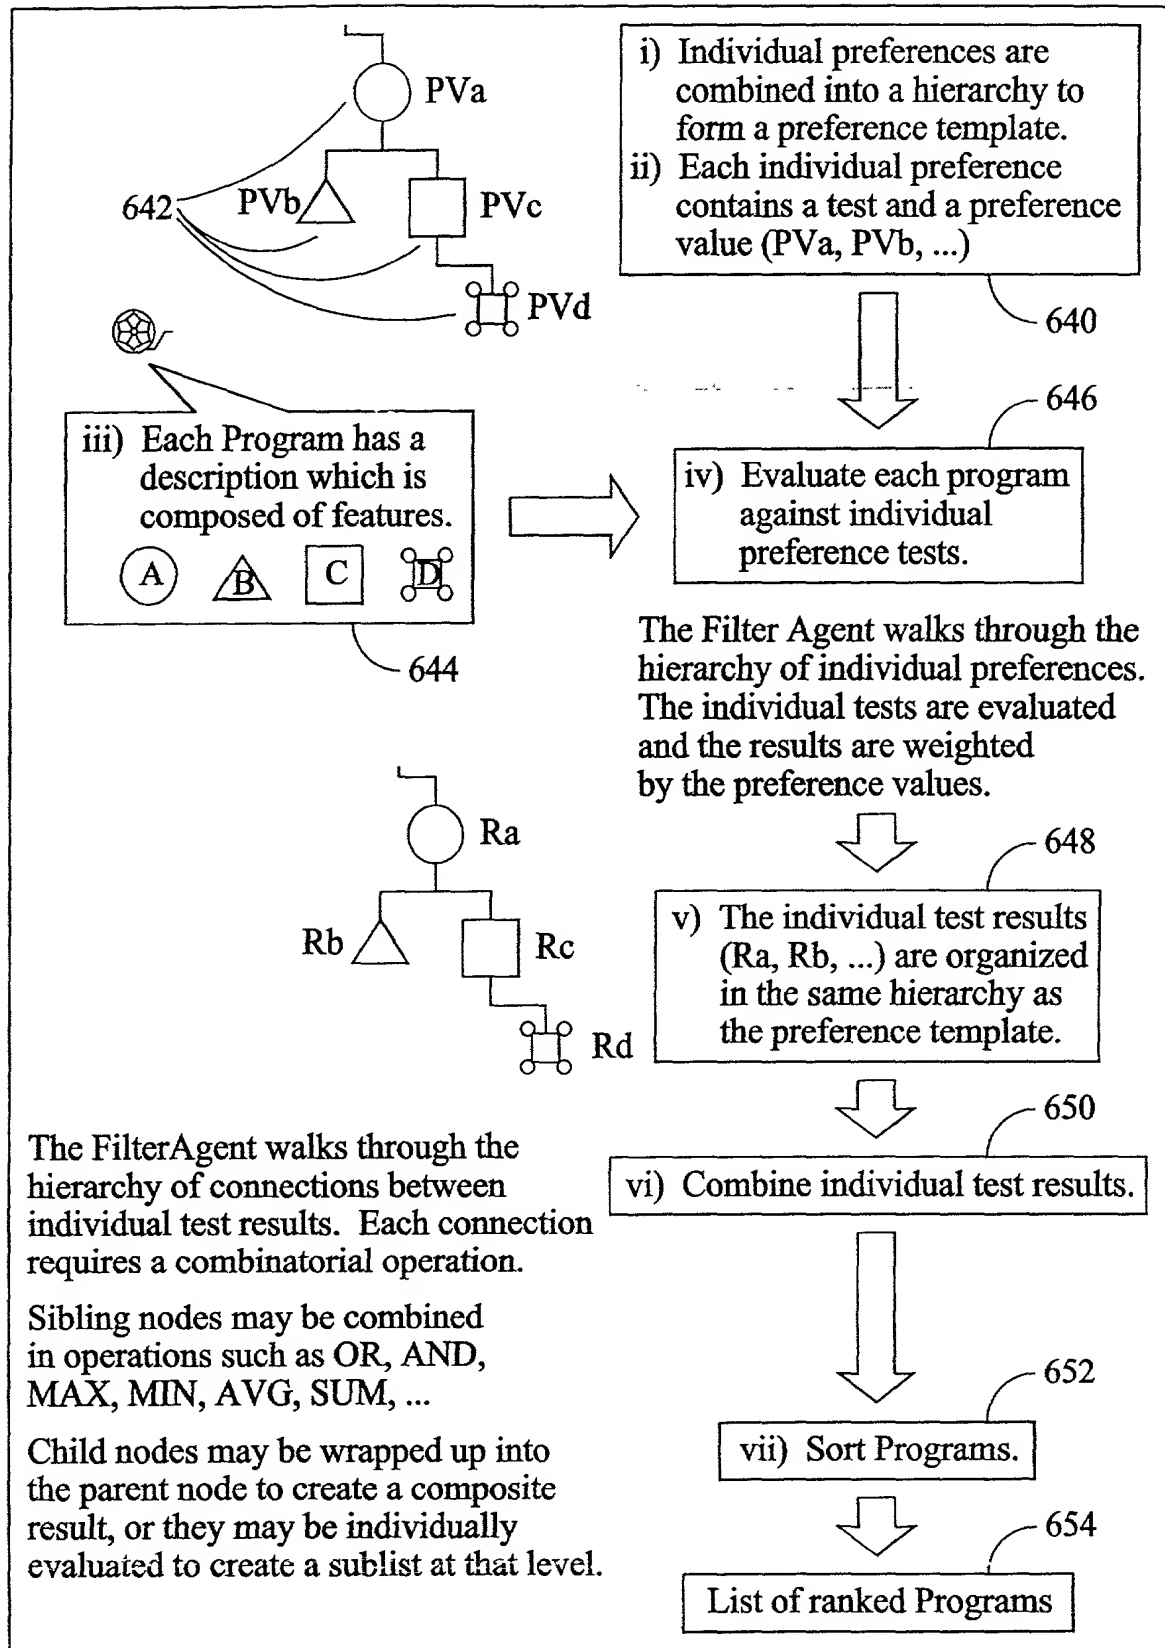 PVa
PVb
PVc
642
PVd
i) Individual preferences are
combined into a hierarchy to
form a preference template.
ii) Each individual preference
contains a test and a preference
value (PVa, PVb, ...)
640
iii) Each Program has a
description which is
composed of features.
A B C D
644
646
iv) Evaluate each program
against individual
preference tests.
The Filter Agent walks through the
hierarchy of individual preferences.
The individual tests are evaluated
and the results are weighted
by the preference values.
Ra
Rb
Rc
Rd
648
v) The individual test results
(Ra, Rb, ...) are organized
in the same hierarchy as
the preference template.
650
vi) Combine individual test results.
The FilterAgent walks through the
hierarchy of connections between
individual test results. Each connection
requires a combinatorial operation.
Sibling nodes may be combined
in operations such as OR, AND,
MAX, MIN, AVG, SUM, ...
Child nodes may be wrapped up into
the parent node to create a composite
result, or they may be individually
evaluated to create a sublist at that level.
652
vii) Sort Programs.
654
List of ranked Programs